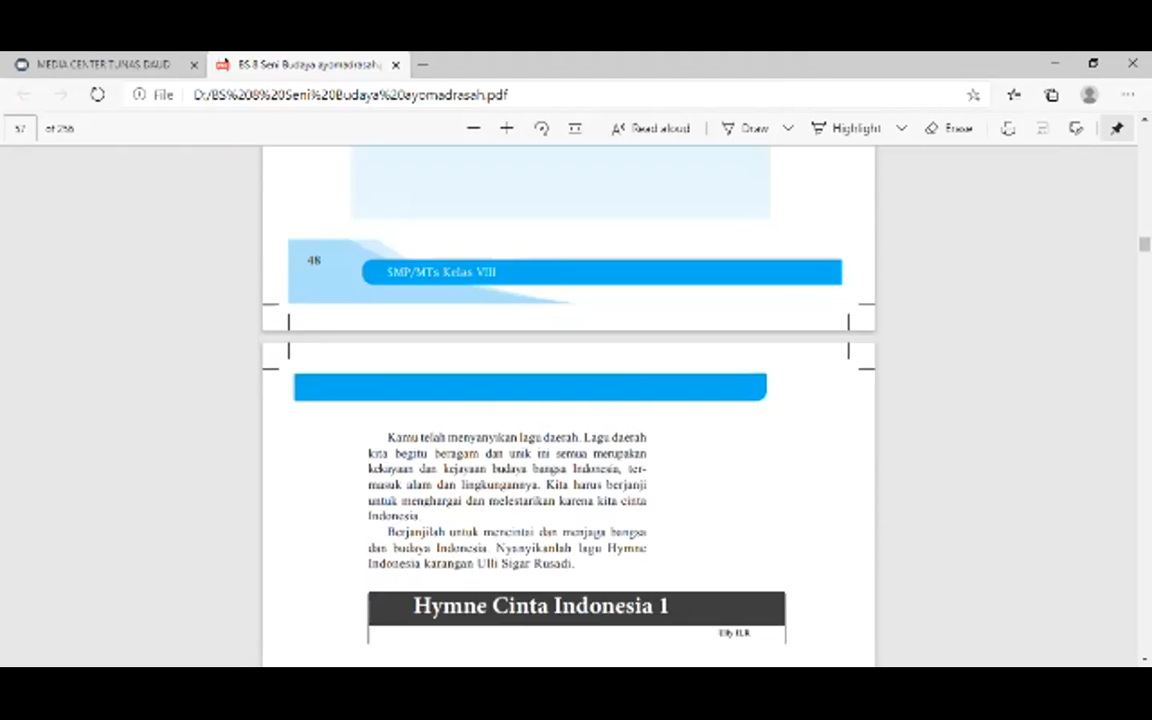 MEDIA CENTER TUNAS DAUD
BS 8 Seni Budaya ayomadrasah.
File D:/BS%208%20Seni%20Budaya%20ayomadrasah.pdf
57 of 256
Read aloud Draw Highlight Erase
48
SMP/MTs Kelas VIII
Kamu telah menyanyikan lagu daerah. Lagu daerah
kita begitu beragam dan unik ini semua merupakan
kekayaan dan kejayaan budaya bangsa Indonesia, ter-
masuk alam dan lingkungannya. Kita harus berjanji
untuk menghargai dan melestarikan karena kita cinta
Indonesia.
Berjanjilah untuk mencintai dan menjaga bangsa
dan budaya Indonesia. Nyanyikanlah lagu Hymne
Indonesia karangan Ulli Sigar Rusadi.
Hymne Cinta Indonesia 1